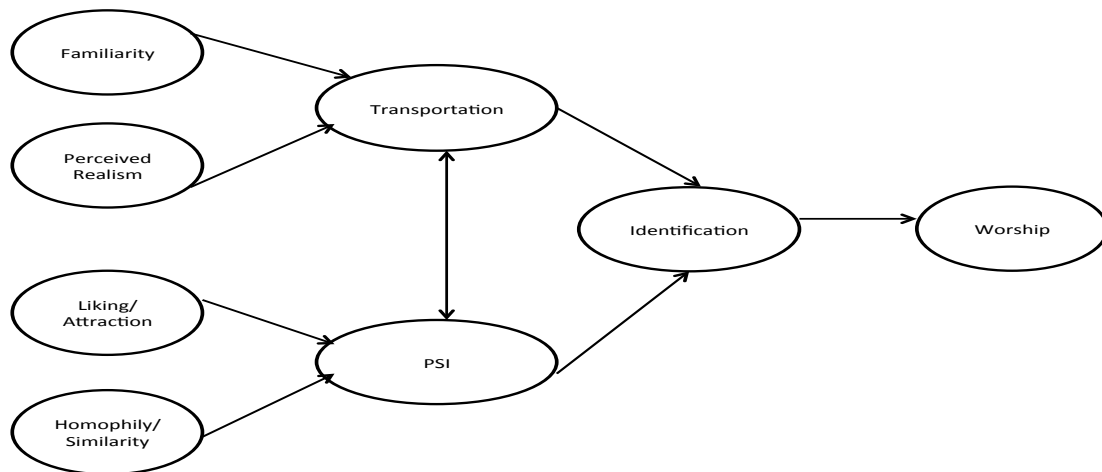 Familiarity
Transportation
Perceived
Realism
Identification
Worship
Liking/
Attraction
PSI
Homophily/
Similarity